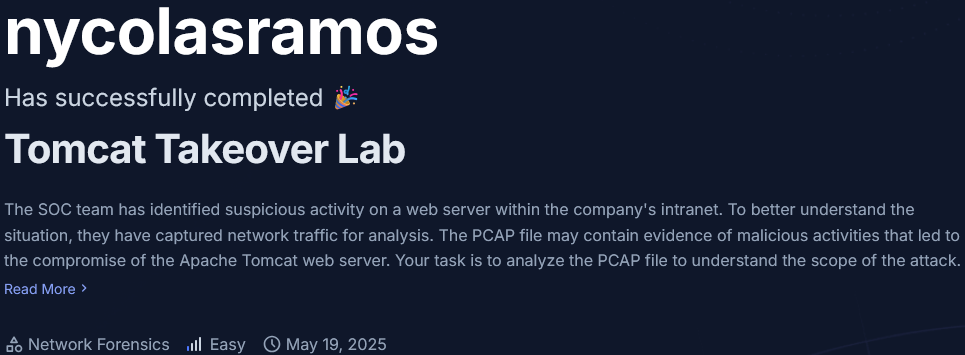 nycolasramos
Has successfully completed 🎉
Tomcat Takeover Lab
The SOC team has identified suspicious activity on a web server within the company's intranet. To better understand the
situation, they have captured network traffic for analysis. The PCAP file may contain evidence of malicious activities that led to
the compromise of the Apache Tomcat web server. Your task is to analyze the PCAP file to understand the scope of the attack.
Read More
Network Forensics Easy May 19, 2025